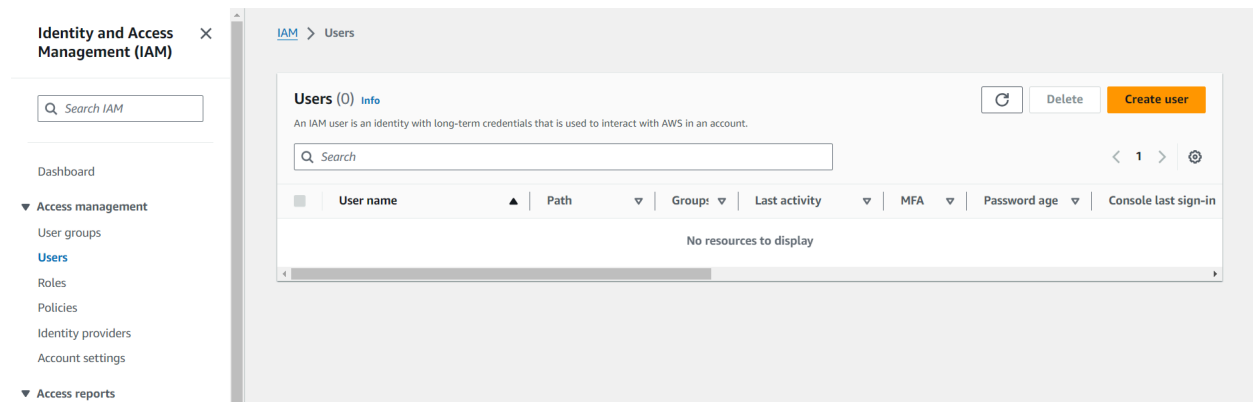 Identity and Access
Management (IAM)
Search IAM
Dashboard
Access management
User groups
Users
Roles
Policies
Identity providers
Account settings
Access reports
IAM > Users
Users (0) Info
Delete
Create user
An IAM user is an identity with long-term credentials that is used to interact with AWS in an account.
Search
1
User name Path Groups Last activity MFA Password age Console last sign-in
No resources to display